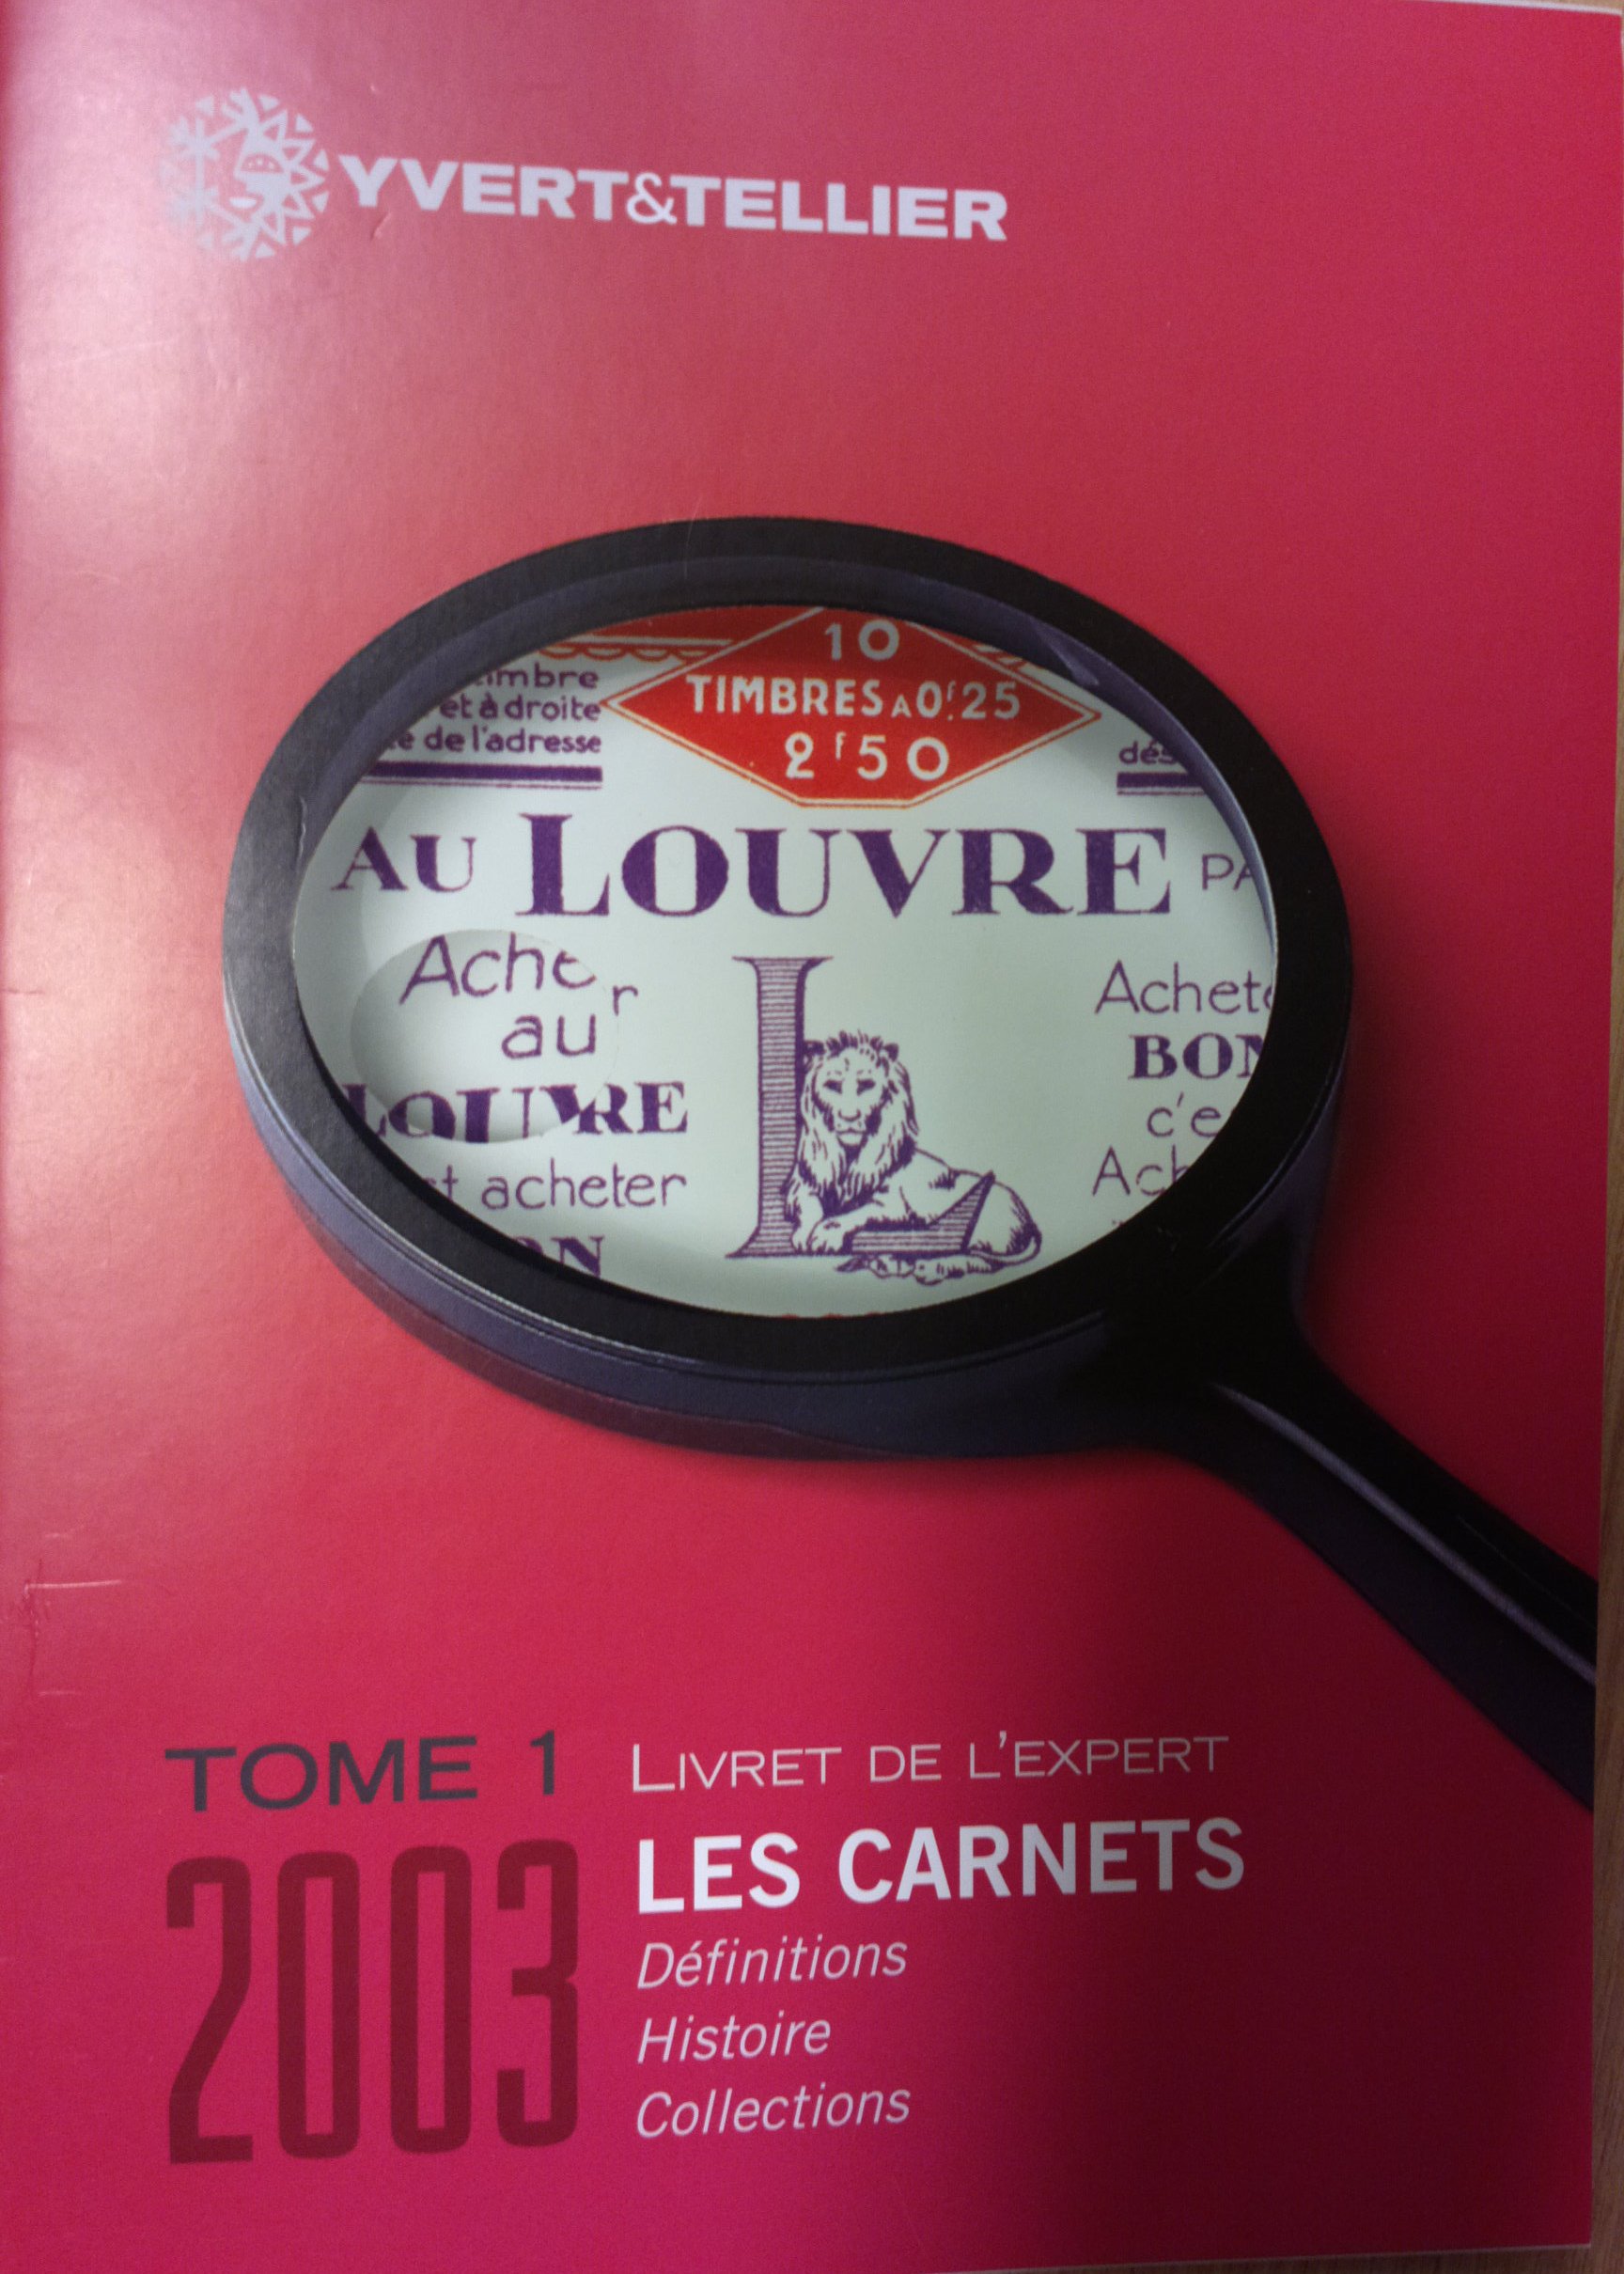 YVERT&TELLIER
10
TIMBRES A 0f.25
2f50
et à droite
de l'adresse
AU LOUVRE
au
LOUVRE
acheter
c'e
TOME 1
2003
LIVRET DE L'EXPERT
LES CARNETS
Définitions
Histoire
Collections